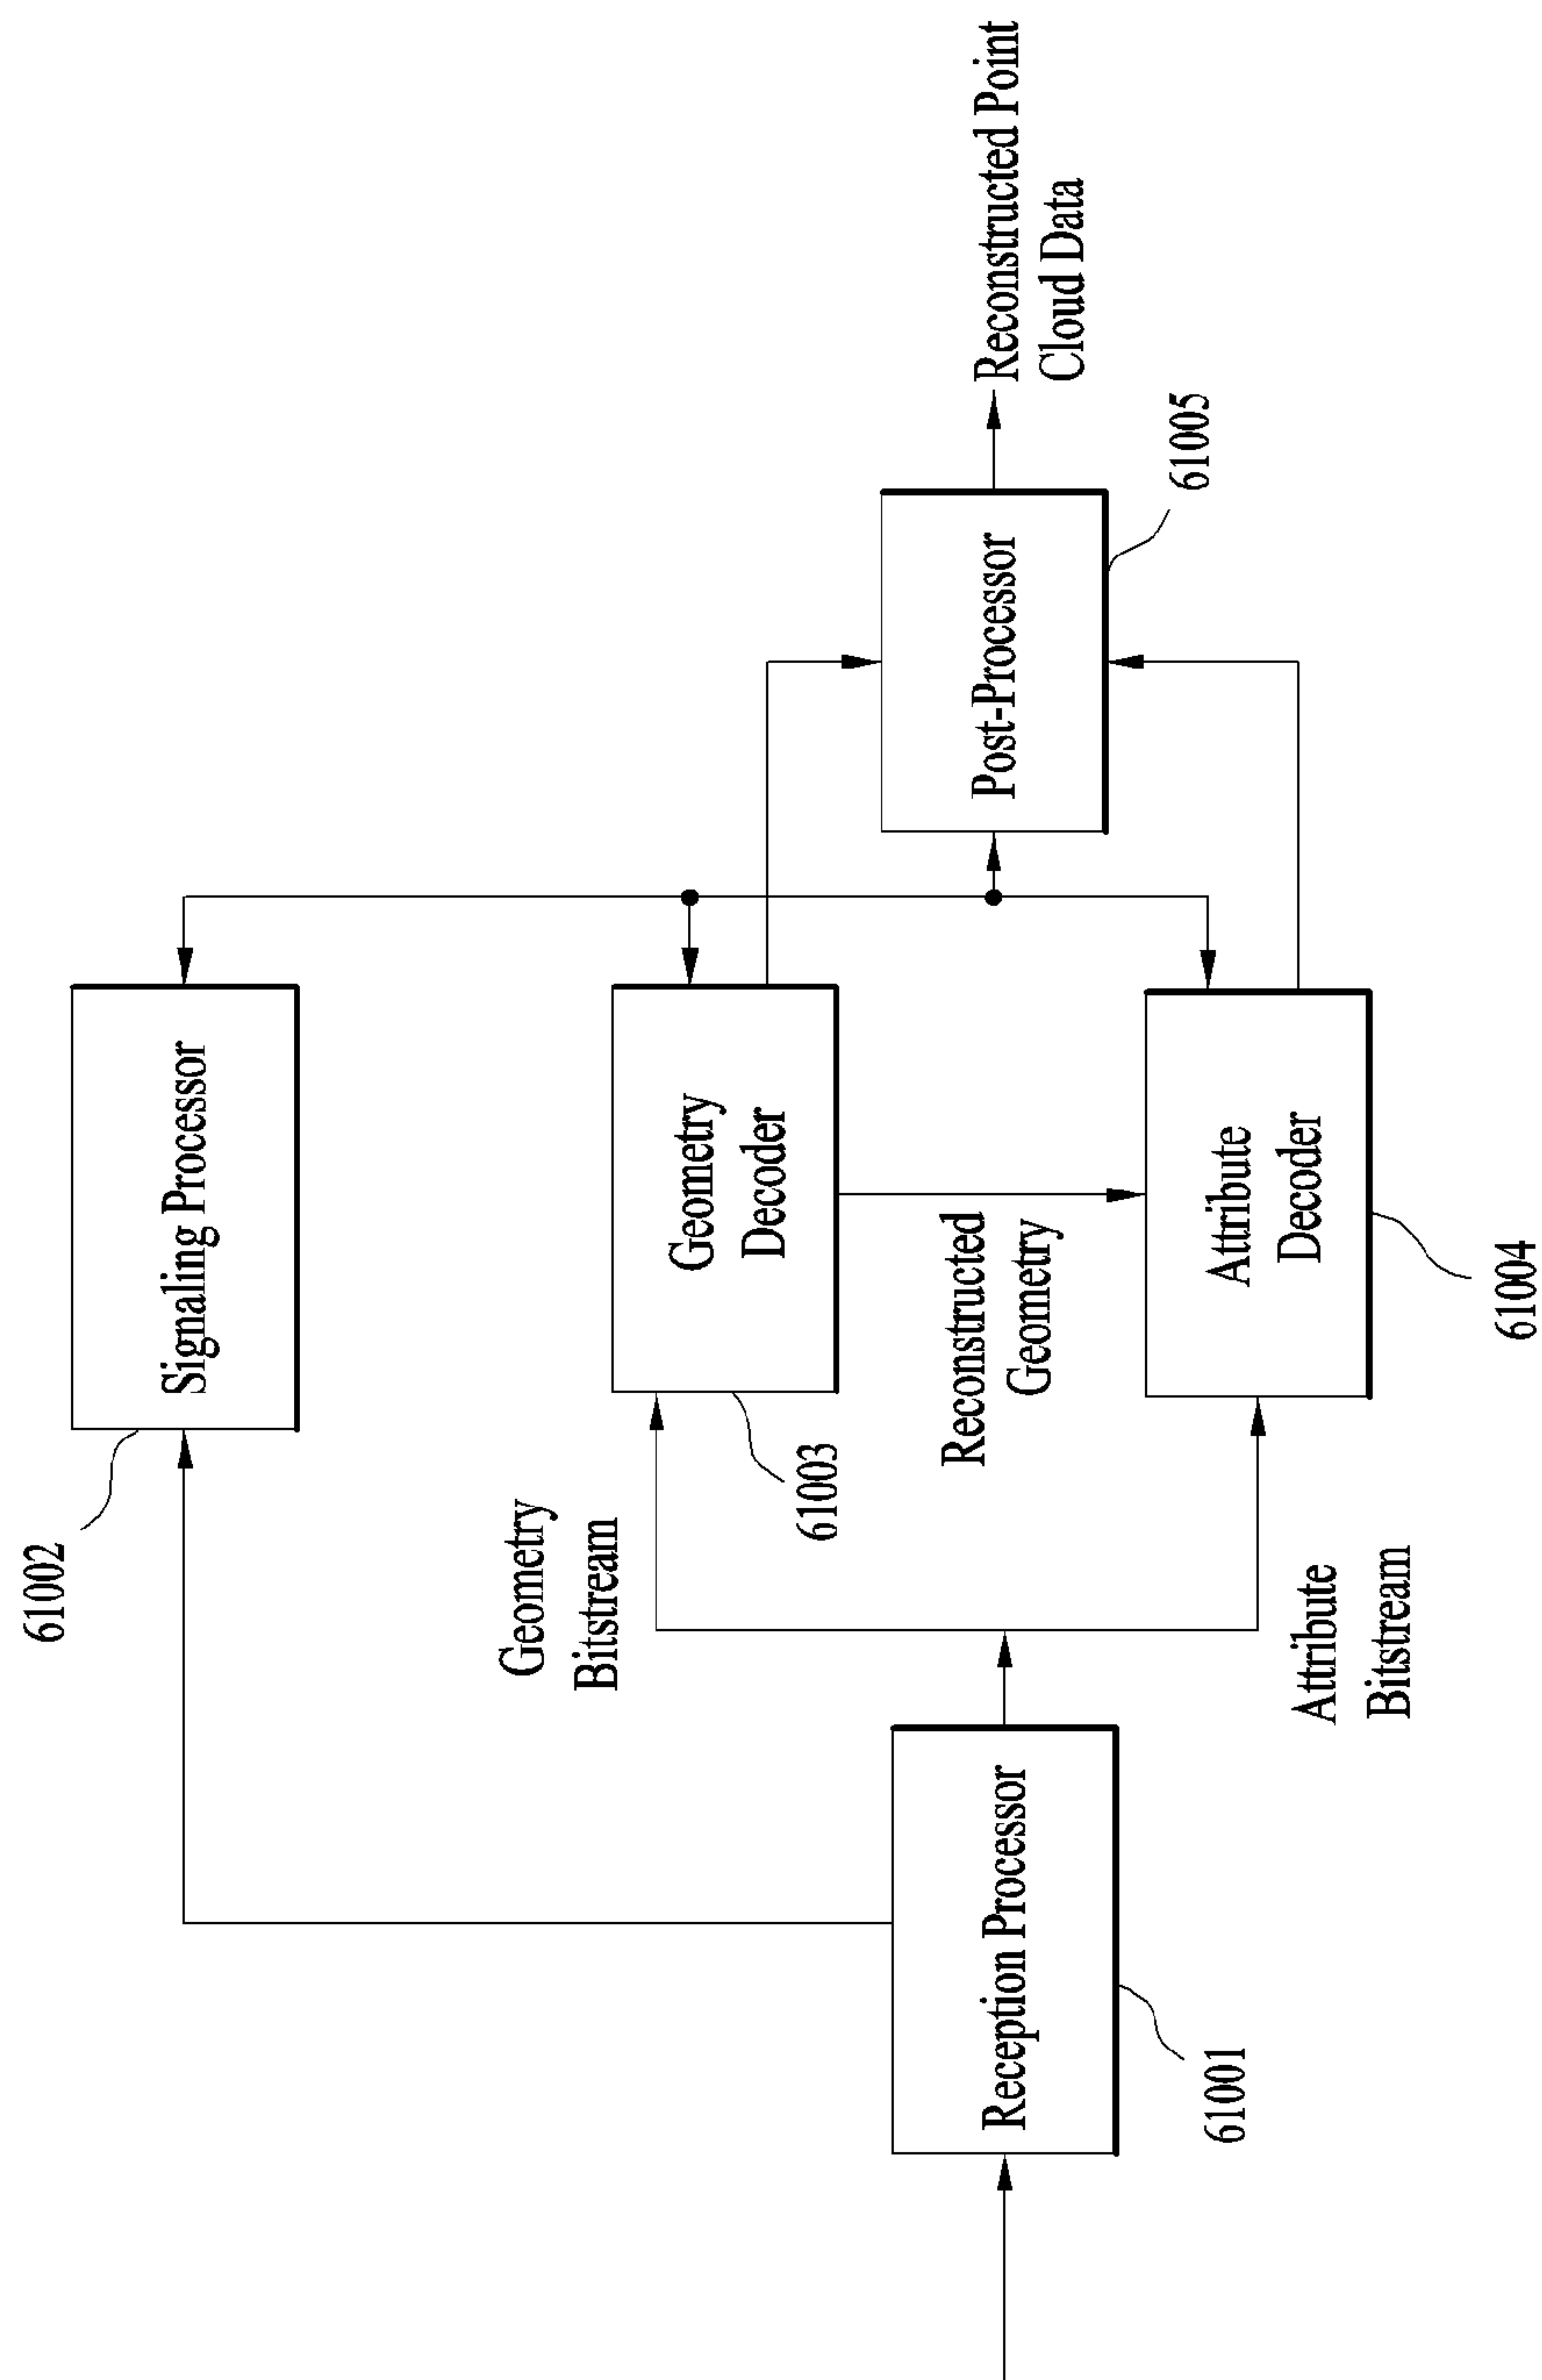 61002
Signaling Processor
Geometry
Bitstream
61003
Geometry
Decoder
Reception Processor
61001
Reconstructed
Geometry
Post-Processor
61005
Reconstructed Point
Cloud Data
Attribute
Bitstream
Attribute
Decoder
61004